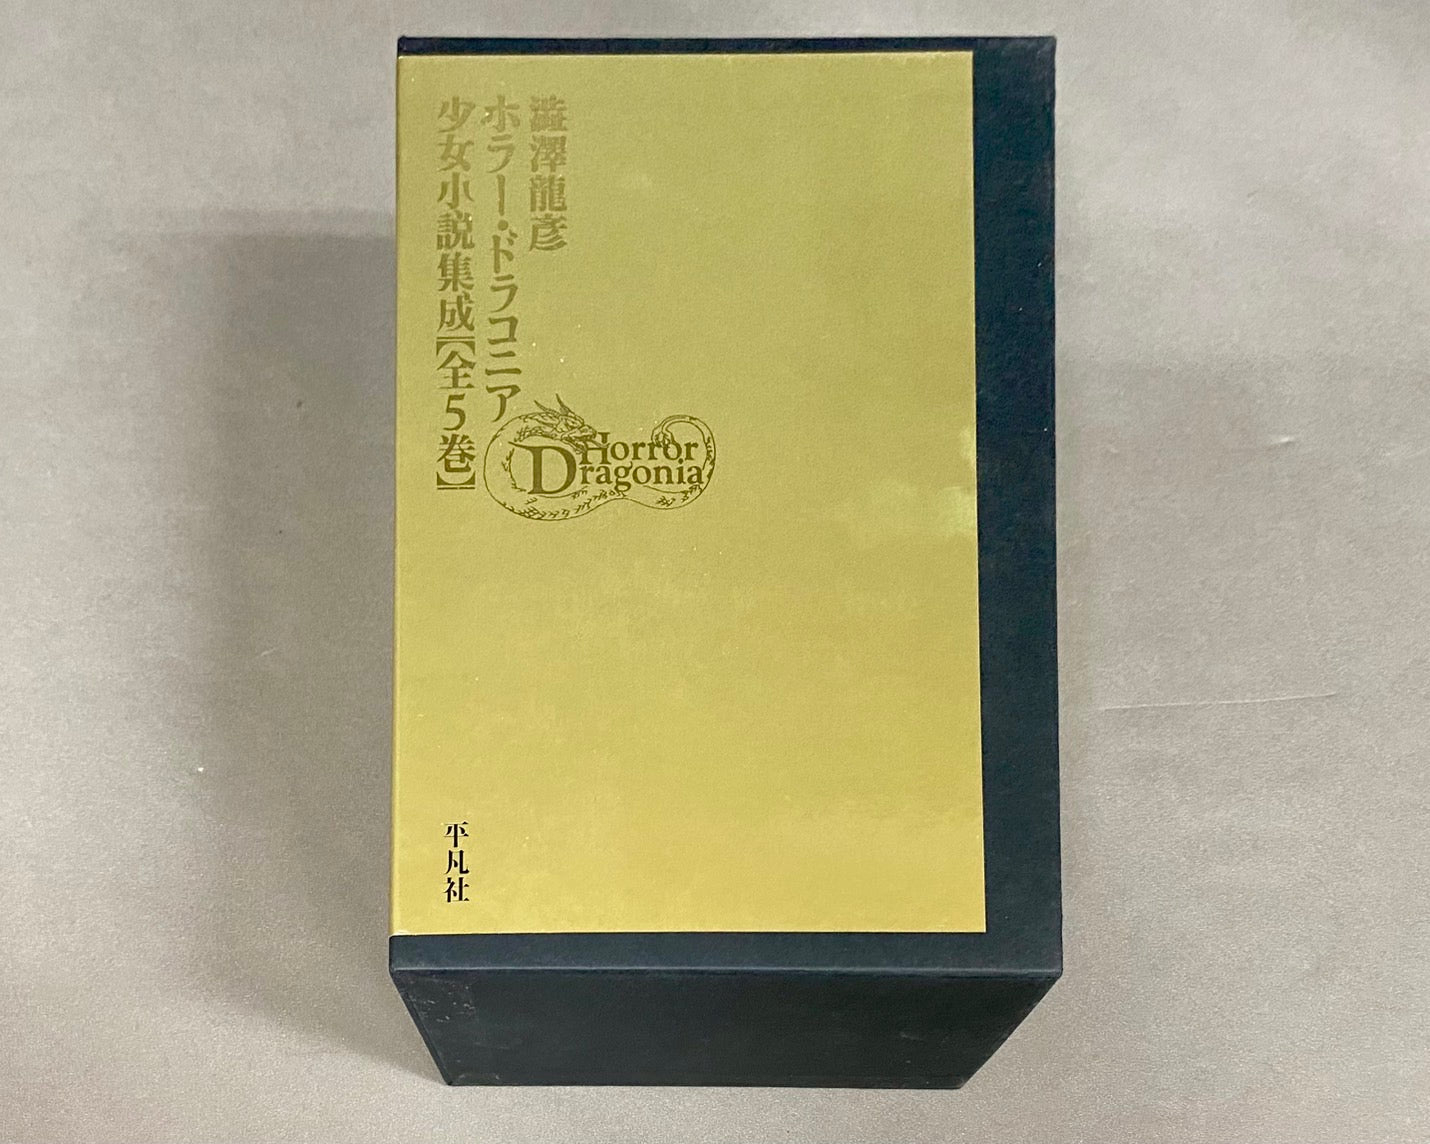 澁澤龍彦
ホラー・ドラコニア
少女小説集成【全5巻】
Horror
Dragonia
平凡社